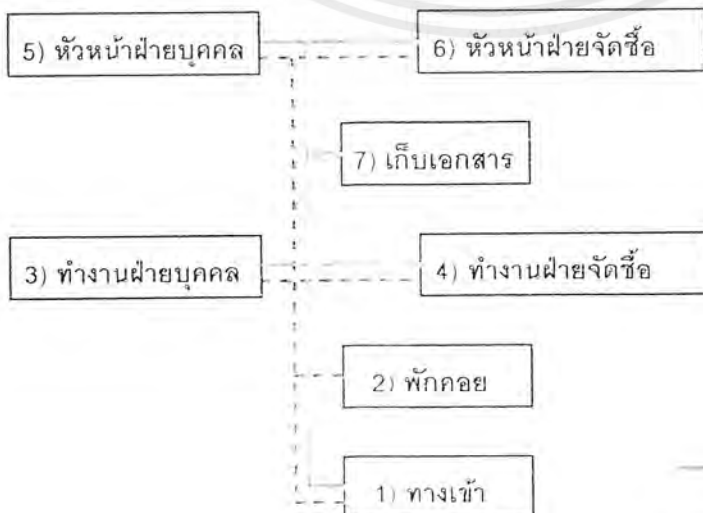 5) หัวหน้าฝ่ายบุคคล
6) หัวหน้าฝ่ายจัดซื้อ
7) เก็บเอกสาร
3) ทำงานฝ่ายบุคคล
4) ทำงานฝ่ายจัดซื้อ
2) พักคอย
1) ทางเข้า